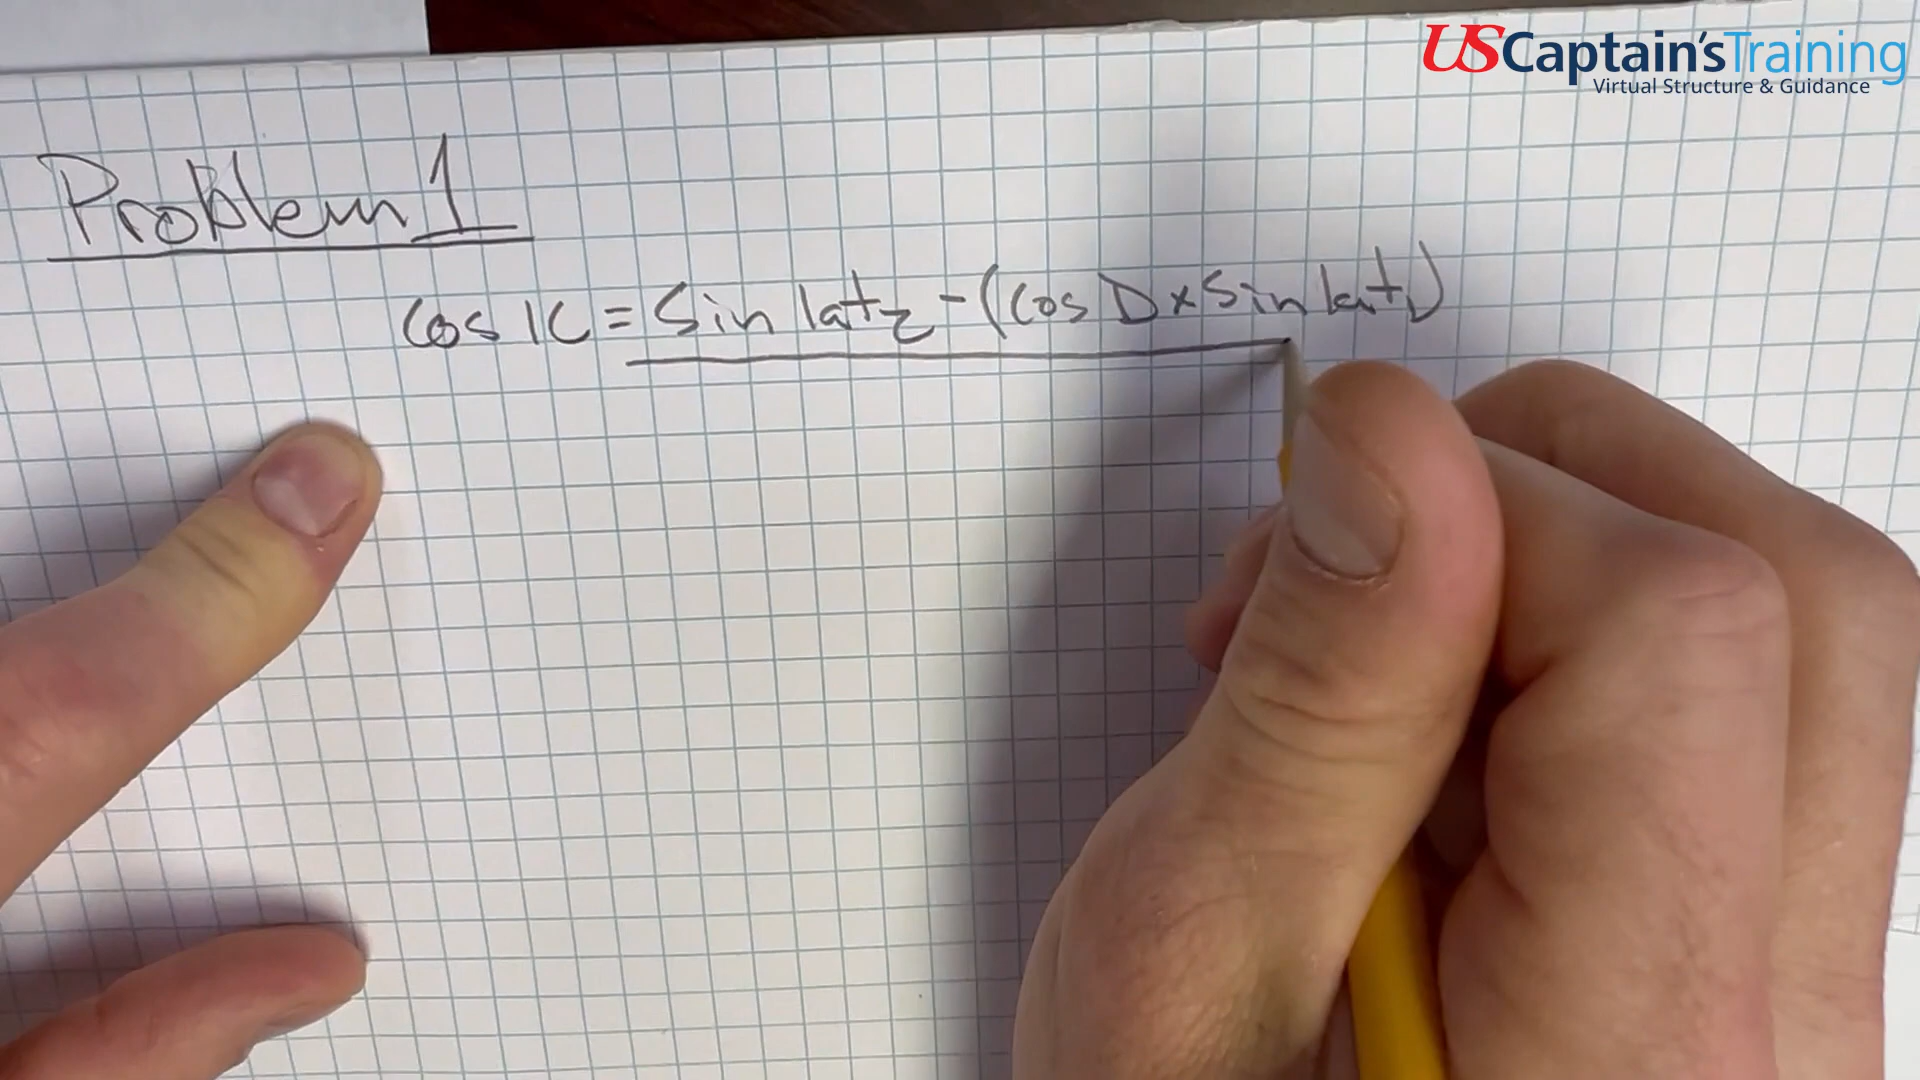 USCaptain'sTraining
Virtual Structure & Guidance
Problem 1
Cos IC = Sin lat₂ - (Cos D x Sin lat₁)